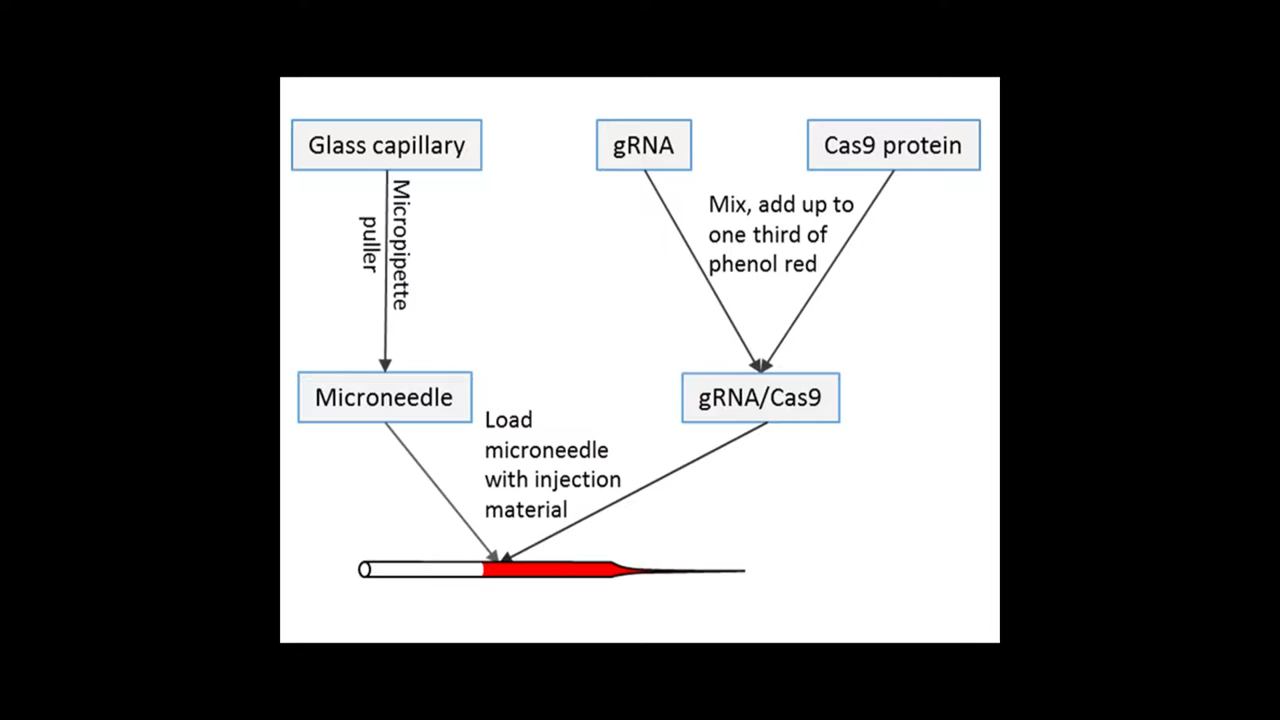 Glass capillary
gRNA
Cas9 protein
Micropipette
puller
Mix, add up to
one third of
phenol red
Microneedle
gRNA/Cas9
Load
microneedle
with injection
material